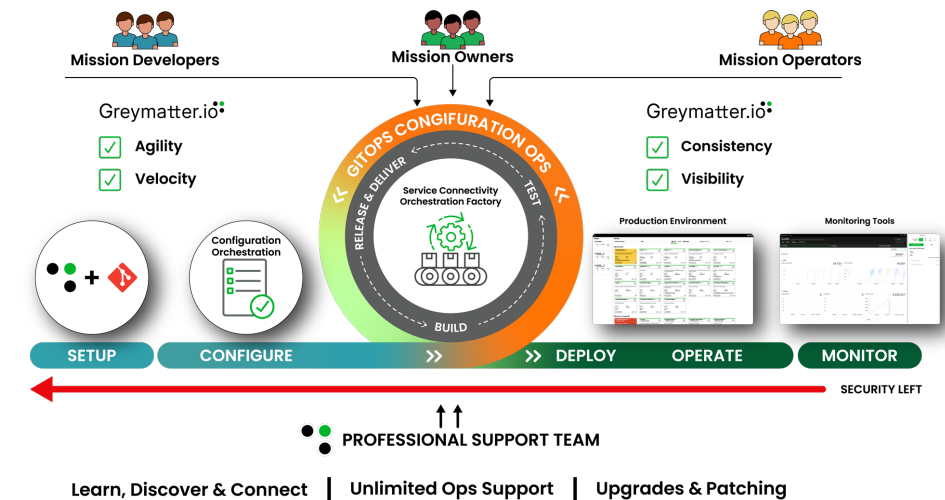 Mission Developers
Mission Owners
Mission Operators
Greymatter.io
Agility
Velocity
Greymatter.io
Consistency
Visibility
GITOPS CONGIFURATION OPS
RELEASE & DELIVER
TEST
BUILD
Service Connectivity
Orchestration Factory
Configuration
Orchestration
Production Environment
Monitoring Tools
SETUP
CONFIGURE
DEPLOY
OPERATE
MONITOR
SECURITY LEFT
PROFESSIONAL SUPPORT TEAM
Learn, Discover & Connect
Unlimited Ops Support
Upgrades & Patching